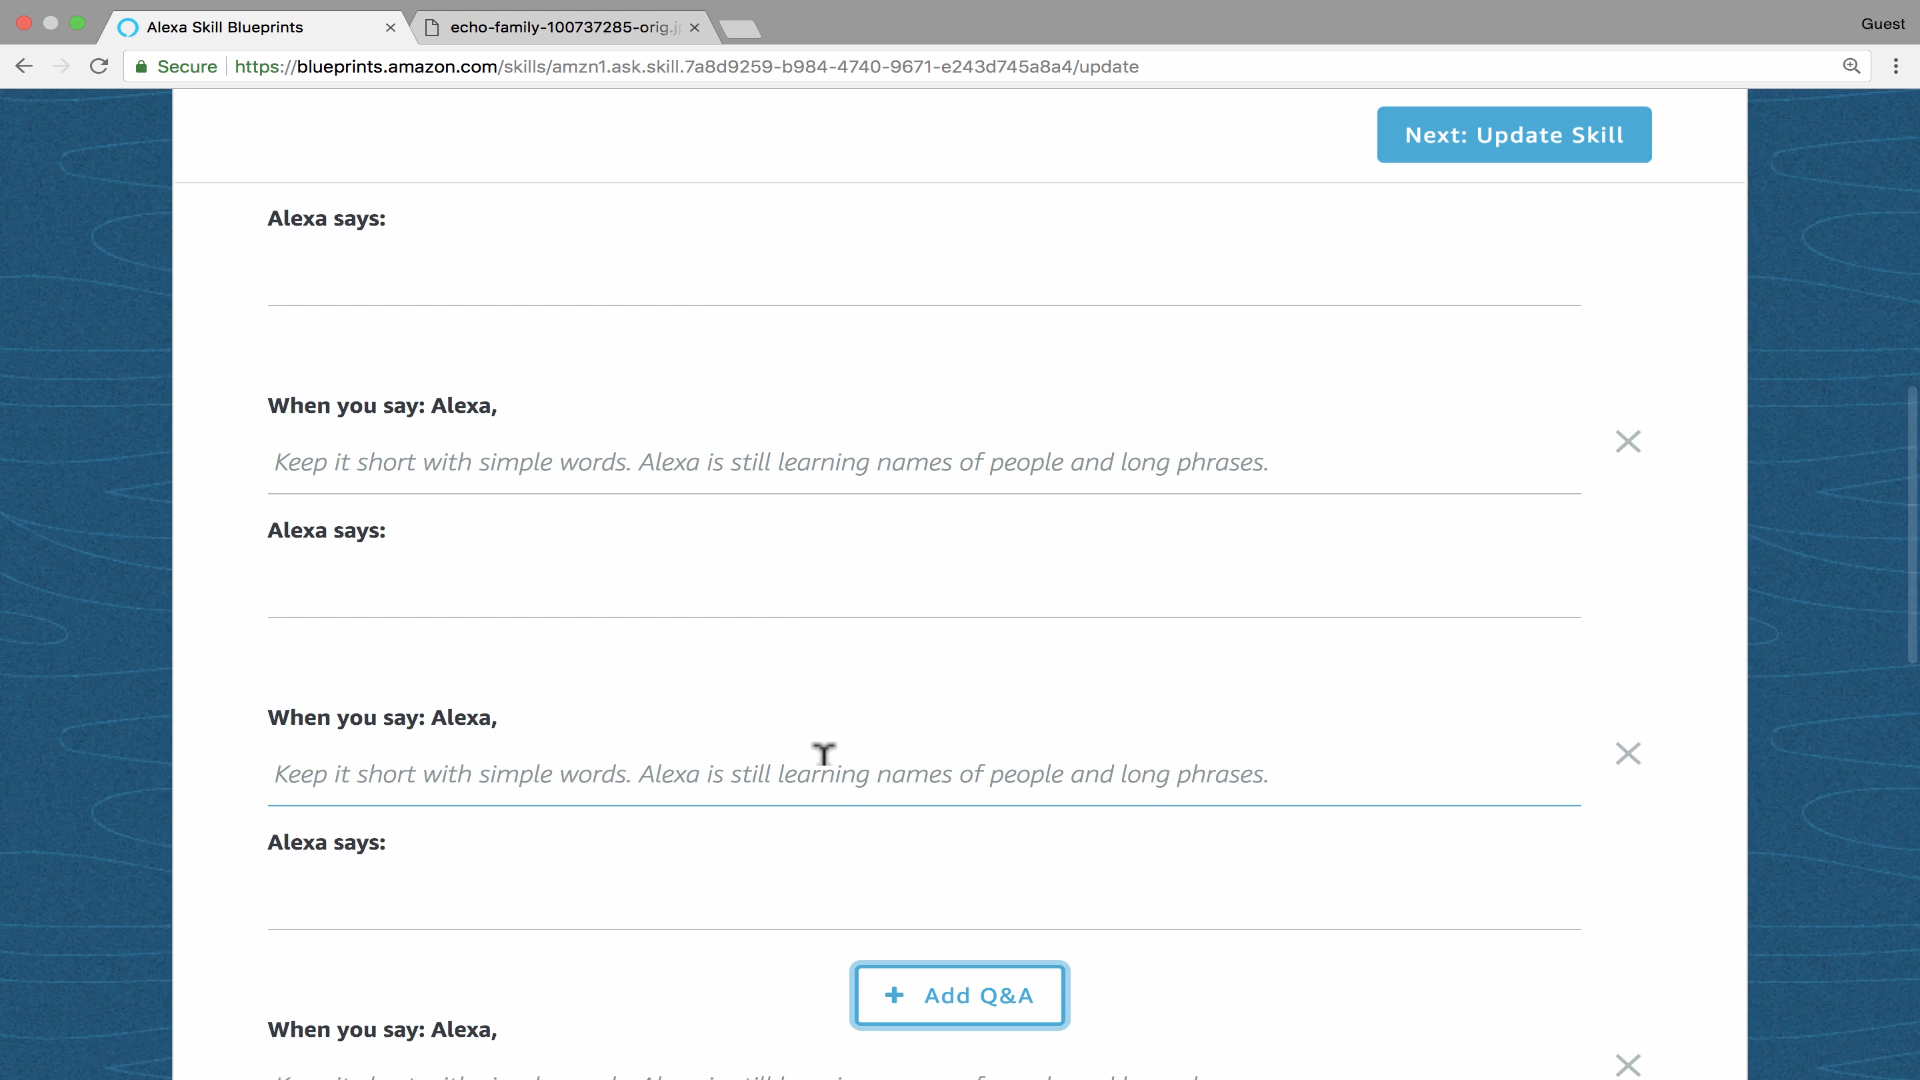 Alexa Skill Blueprints
echo-family-100737285-orig.j
Guest
Secure https://blueprints.amazon.com/skills/amzn1.ask.skill.7a8d9259-b984-4740-9671-e243d745a8a4/update
Next: Update Skill
Alexa says:
When you say: Alexa,
Keep it short with simple words. Alexa is still learning names of people and long phrases.
Alexa says:
When you say: Alexa,
Keep it short with simple words. Alexa is still learning names of people and long phrases.
Alexa says:
+ Add Q&A
When you say: Alexa,